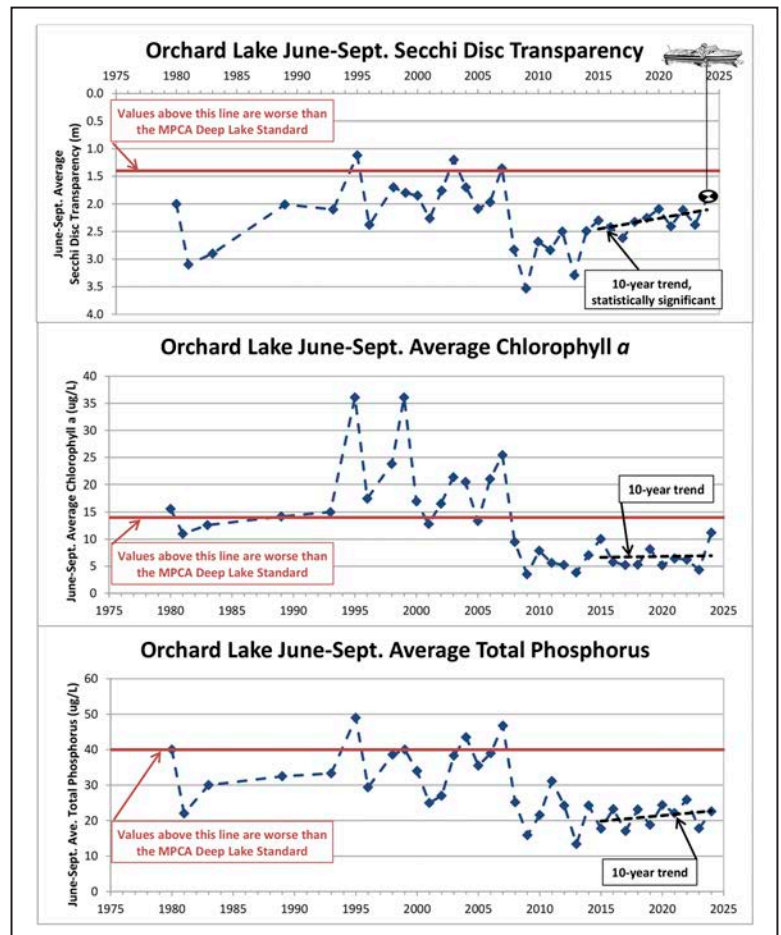 Orchard Lake June-Sept. Secchi Disc Transparency
1975 1980 1985 1990 1995 2000 2005 2010 2015 2020 2025
0.0
0.5
1.0
1.5
2.0
2.5
3.0
3.5
4.0
June-Sept. Average
Secchi Disc Transparency (m)
Values above this line are worse than
the MPCA Deep Lake Standard
10-year trend,
statistically significant
Orchard Lake June-Sept. Average Chlorophyll a
40
35
30
25
20
15
10
5
0
June-Sept. Average Chlorophyll a (ug/L)
10-year trend
Values above this line are worse than
the MPCA Deep Lake Standard
1975 1980 1985 1990 1995 2000 2005 2010 2015 2020 2025
Orchard Lake June-Sept. Average Total Phosphorus
60
50
40
30
20
10
0
June-Sept. Ave. Total Phosphorus (ug/L)
Values above this line are worse than
the MPCA Deep Lake Standard
10-year trend
1975 1980 1985 1990 1995 2000 2005 2010 2015 2020 2025